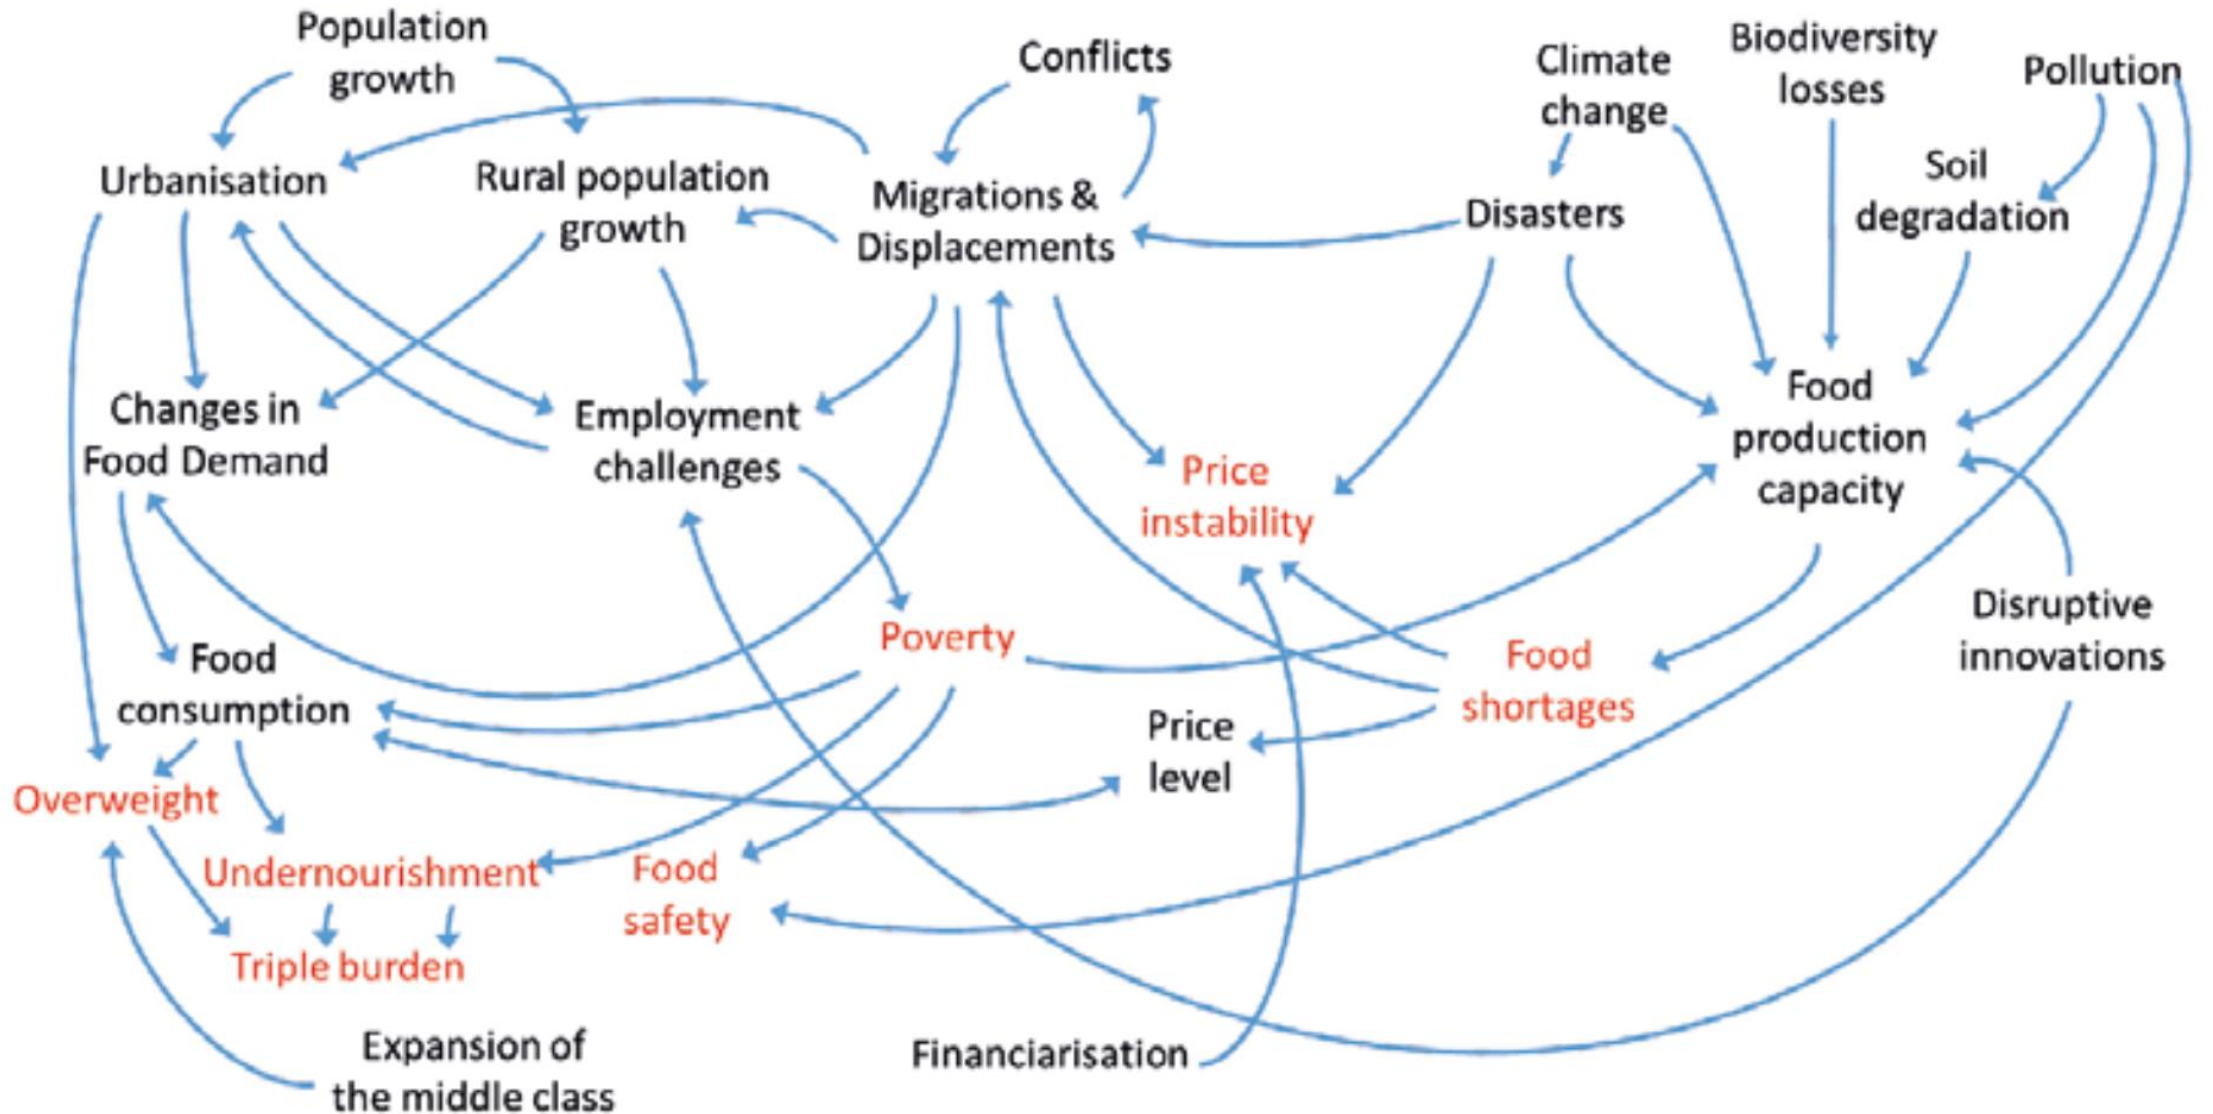 Population
growth
Conflicts
Climate
change
Biodiversity
losses
Pollution
Urbanisation
Rural population
growth
Migrations &
Displacements
Disasters
Soil
degradation
Changes in
Food Demand
Employment
challenges
Price
instability
Food
production
capacity
Food
consumption
Poverty
Food
shortages
Disruptive
innovations
Price
level
Overweight
Undernourishment
Food
safety
Triple burden
Expansion of
the middle class
Financiarisation